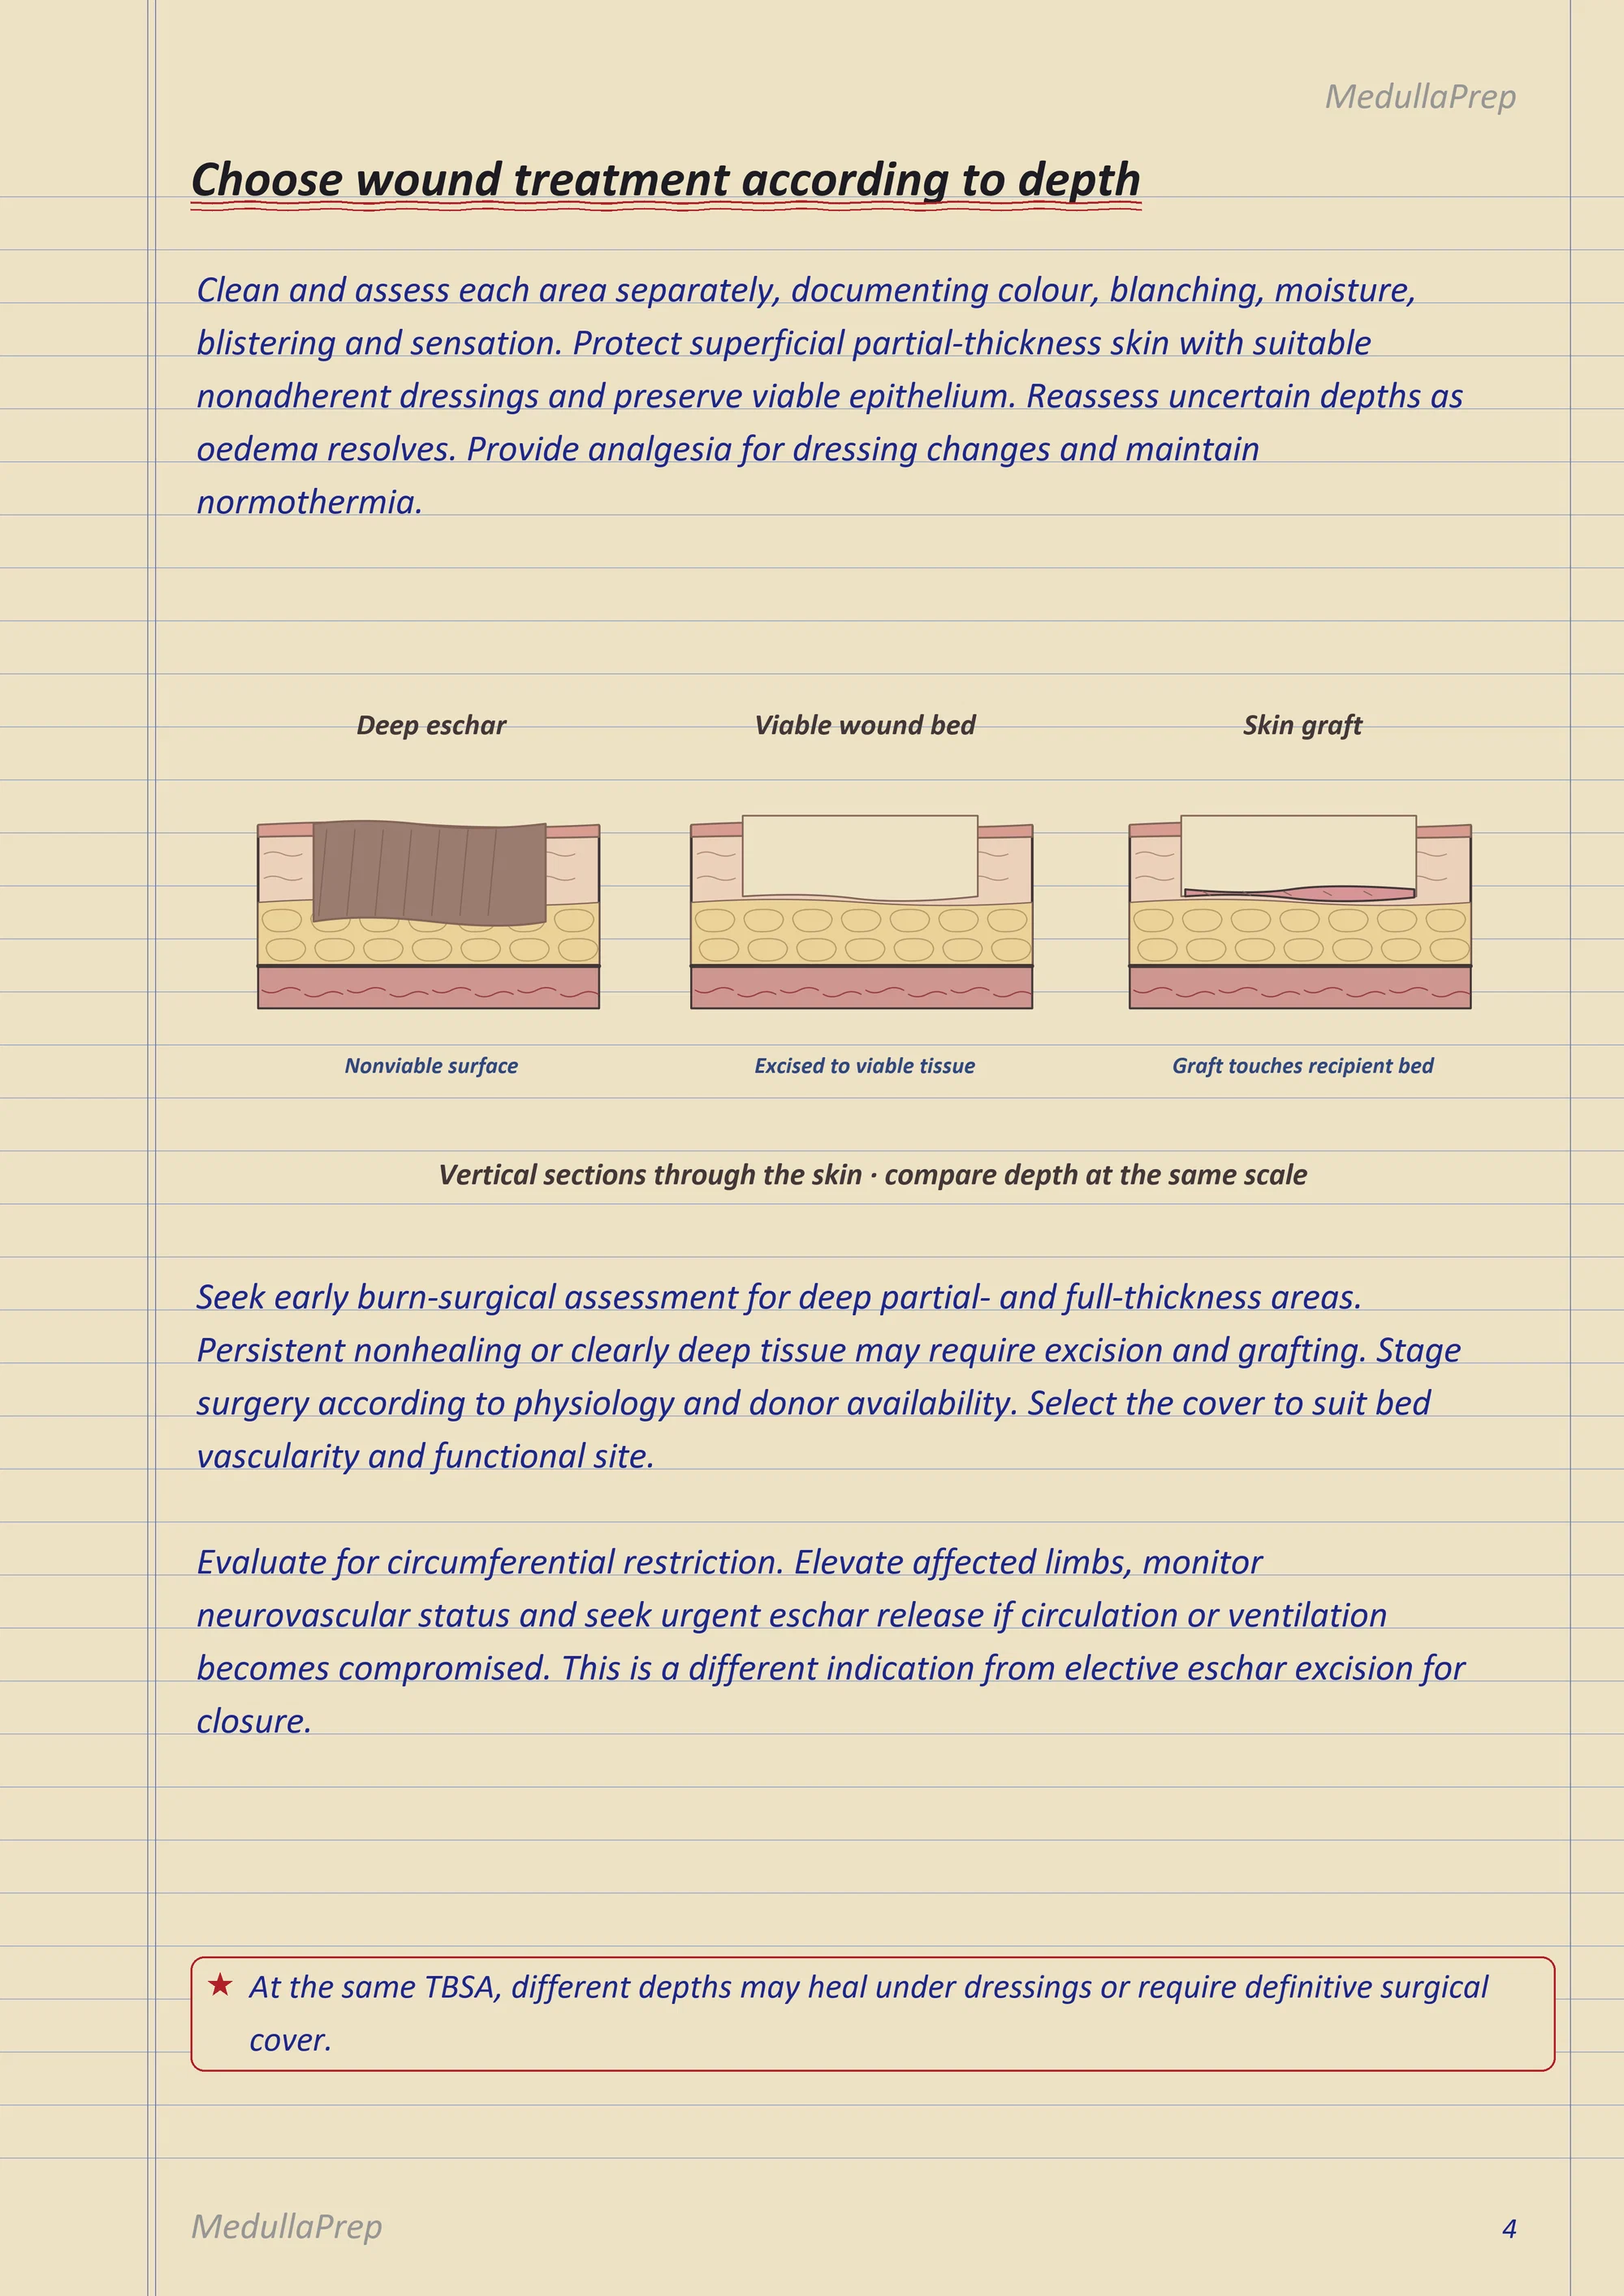 MedullaPrep
Choose wound treatment according to depth
Clean and assess each area separately, documenting colour, blanching, moisture,
blistering and sensation. Protect superficial partial-thickness skin with suitable
nonadherent dressings and preserve viable epithelium. Reassess uncertain depths as
oedema resolves. Provide analgesia for dressing changes and maintain
normothermia.
Deep eschar
Viable wound bed
Skin graft
Nonviable surface
Excised to viable tissue
Graft touches recipient bed
Vertical sections through the skin · compare depth at the same scale
Seek early burn-surgical assessment for deep partial- and full-thickness areas.
Persistent nonhealing or clearly deep tissue may require excision and grafting. Stage
surgery according to physiology and donor availability. Select the cover to suit bed
vascularity and functional site.
Evaluate for circumferential restriction. Elevate affected limbs, monitor
neurovascular status and seek urgent eschar release if circulation or ventilation
becomes compromised. This is a different indication from elective eschar excision for
closure.
★ At the same TBSA, different depths may heal under dressings or require definitive surgical
cover.
MedullaPrep
4